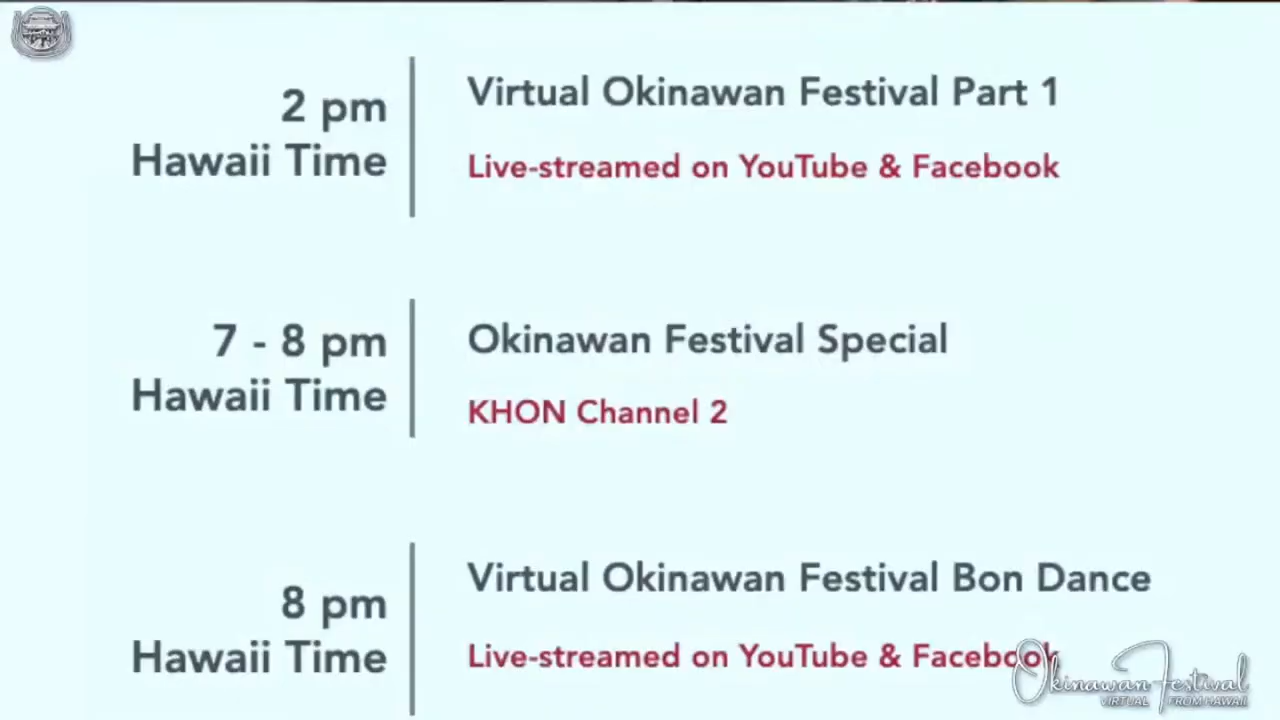 2 pm
Hawaii Time
Virtual Okinawan Festival Part 1
Live-streamed on YouTube & Facebook
7 - 8 pm
Hawaii Time
Okinawan Festival Special
KHON Channel 2
8 pm
Hawaii Time
Virtual Okinawan Festival Bon Dance
Live-streamed on YouTube & Facebook
Okinawan Festival
VIRTUAL FROM HAWAII